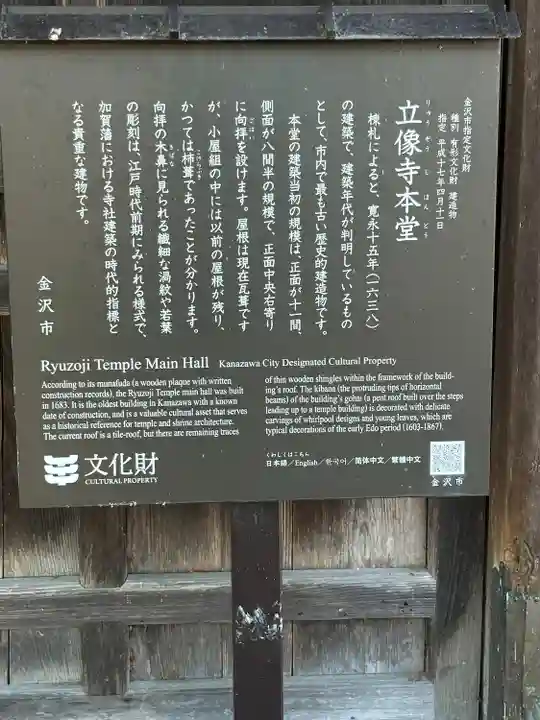 金沢市指定文化財
種別 有形文化財 建造物
指定 平成十七年四月十一日
りゅうぞうじほんどう
立像寺本堂
棟札によると、寛永十五年(一六三八)
の建築で、建築年代が判明しているもの
として、市内で最も古い歴史的建造物です。
本堂の建築当初の規模は、正面が十一間、
側面が八間半の規模で、正面中央右寄り
に向拝を設けます。屋根は現在瓦葺です
が、小屋組の中には以前の屋根が残り、
かつては杮葺であったことが分かります。
向拝の木鼻に見られる繊細な渦紋や若葉
の彫刻は、江戸時代前期にみられる様式で、
加賀藩における寺社建築の時代的指標と
なる貴重な建物です。
金沢市
Ryuzoji Temple Main Hall Kanazawa City Designated Cultural Property
According to its munafuda (a wooden plaque with written
construction records), the Ryuzoji Temple main hall was built
in 1683. It is the oldest building in Kanazawa with a known
date of construction, and is a valuable cultural asset that serves
as a historical reference for temple and shrine architecture.
The current roof is a tile-roof, but there are remaining traces
of thin wooden shingles within the framework of the build-
ing's roof. The kibana (the protruding tips of horizontal
beams) of the building's gohai (a pent roof built over the steps
leading up to a temple building) is decorated with delicate
carvings of whirlpool designs and young leaves, which are
typical decorations of the early Edo period (1603-1867).
文化財
CULTURAL PROPERTY
くわしくはこちら
日本語/English/한국어/简体中文/繁體中文
金沢市